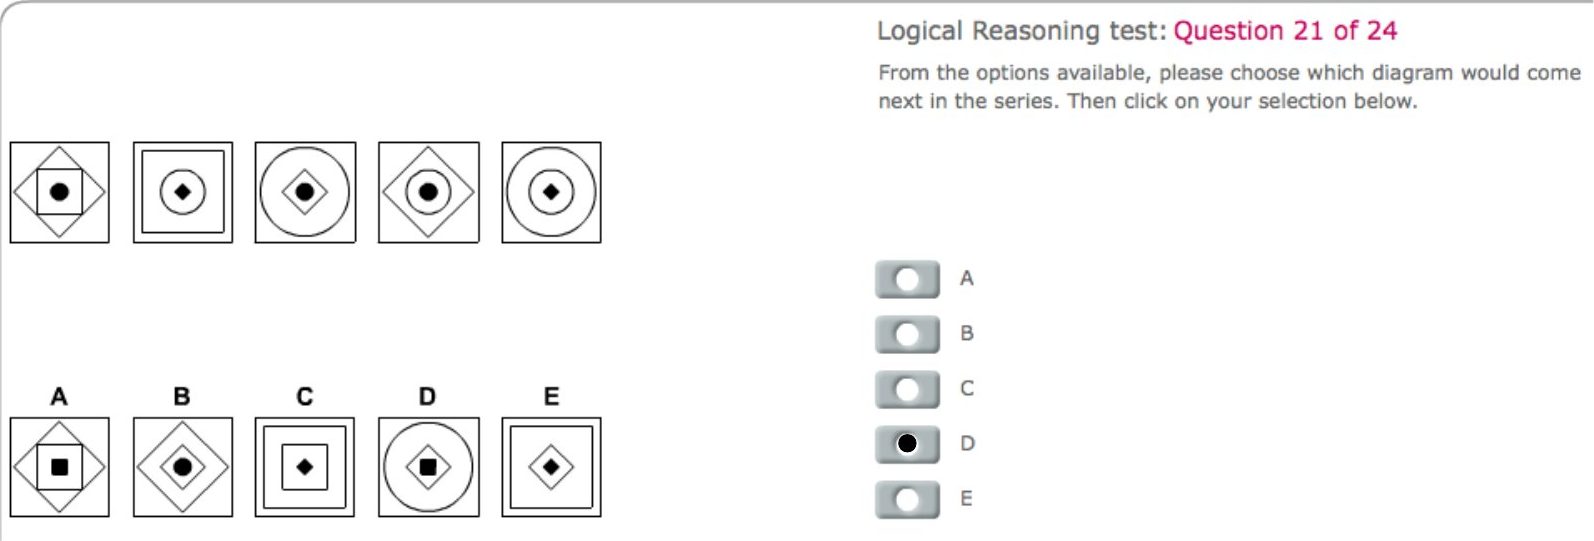 Logical Reasoning test: Question 21 of 24
From the options available, please choose which diagram would come
next in the series. Then click on your selection below.
A
B
C
D
E
A B C D E